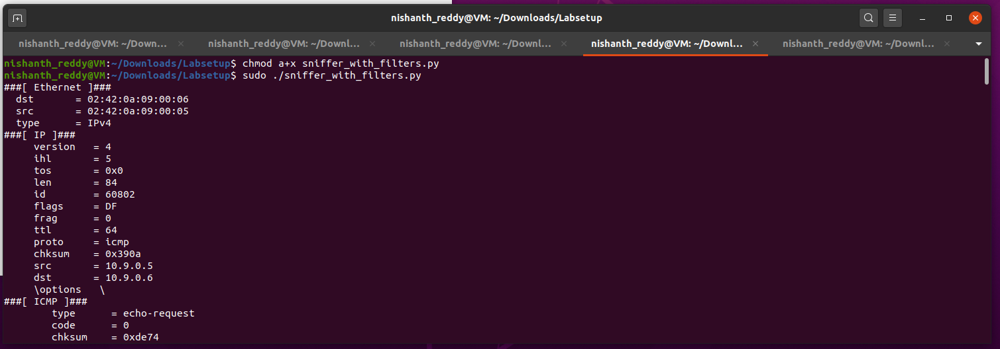 nishanth_reddy@VM: ~/Downloads/Labsetup
nishanth_reddy@VM: ~/Down... nishanth_reddy@VM: ~/Downl... nishanth_reddy@VM: ~/Downl... nishanth_reddy@VM: ~/Downl... nishanth_reddy@VM: ~/Downl...
nishanth_reddy@VM:~/Downloads/Labsetup$ chmod a+x sniffer_with_filters.py
nishanth_reddy@VM:~/Downloads/Labsetup$ sudo ./sniffer_with_filters.py
###[ Ethernet ]###
  dst       = 02:42:0a:09:00:06
  src       = 02:42:0a:09:00:05
  type      = IPv4
###[ IP ]###
     version   = 4
     ihl       = 5
     tos       = 0x0
     len       = 84
     id        = 60802
     flags     = DF
     frag      = 0
     ttl       = 64
     proto     = icmp
     chksum    = 0x390a
     src       = 10.9.0.5
     dst       = 10.9.0.6
     \options   \
###[ ICMP ]###
        type      = echo-request
        code      = 0
        chksum    = 0xde74